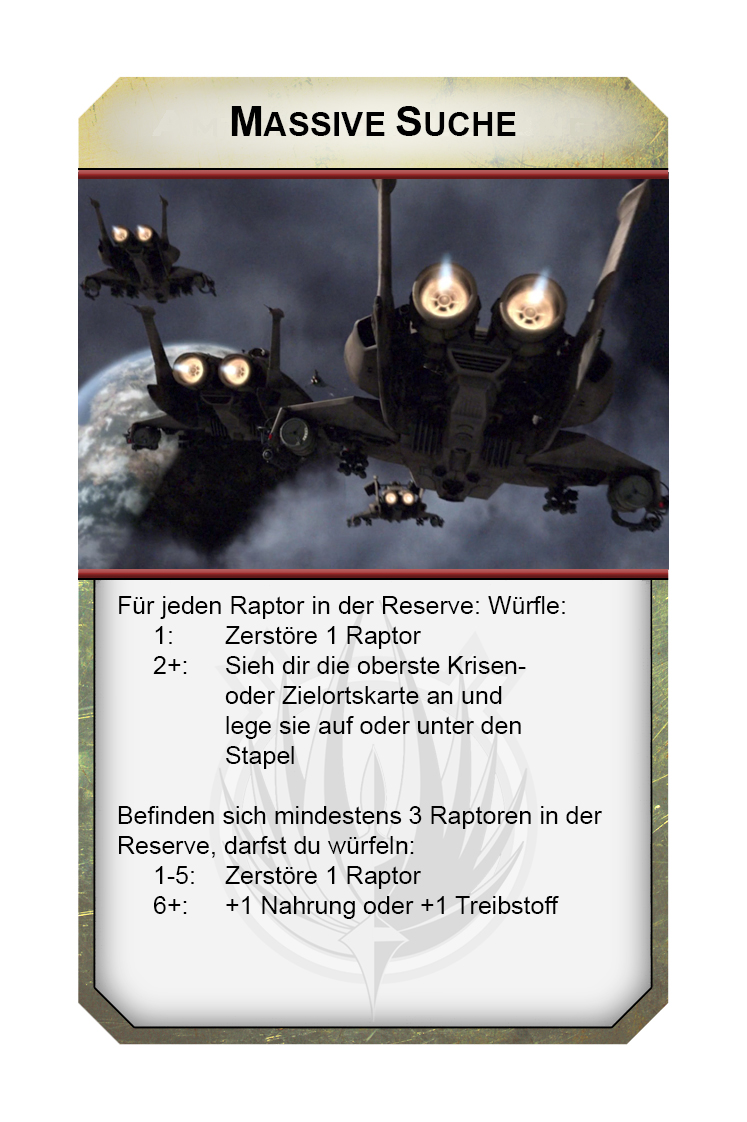 MASSIVE SUCHE
Für jeden Raptor in der Reserve: Würfle:
1: Zerstöre 1 Raptor
2+: Sieh dir die oberste Krisen-
oder Zielortskarte an und
lege sie auf oder unter den
Stapel
Befinden sich mindestens 3 Raptoren in der
Reserve, darfst du würfeln:
1-5: Zerstöre 1 Raptor
6+: +1 Nahrung oder +1 Treibstoff